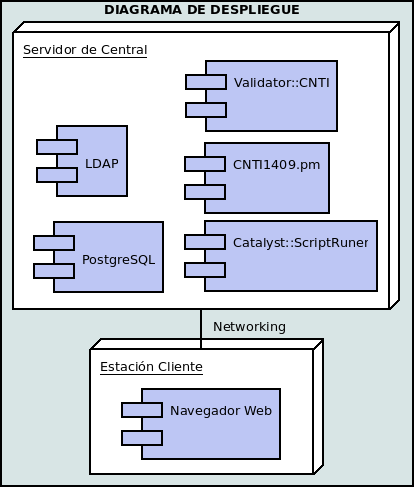 DIAGRAMA DE DESPLIEGUE
Servidor de Central
Validator::CNTI
LDAP
CNTI1409.pm
PostgreSQL
Catalyst::ScriptRuner
Networking
Estación Cliente
Navegador Web